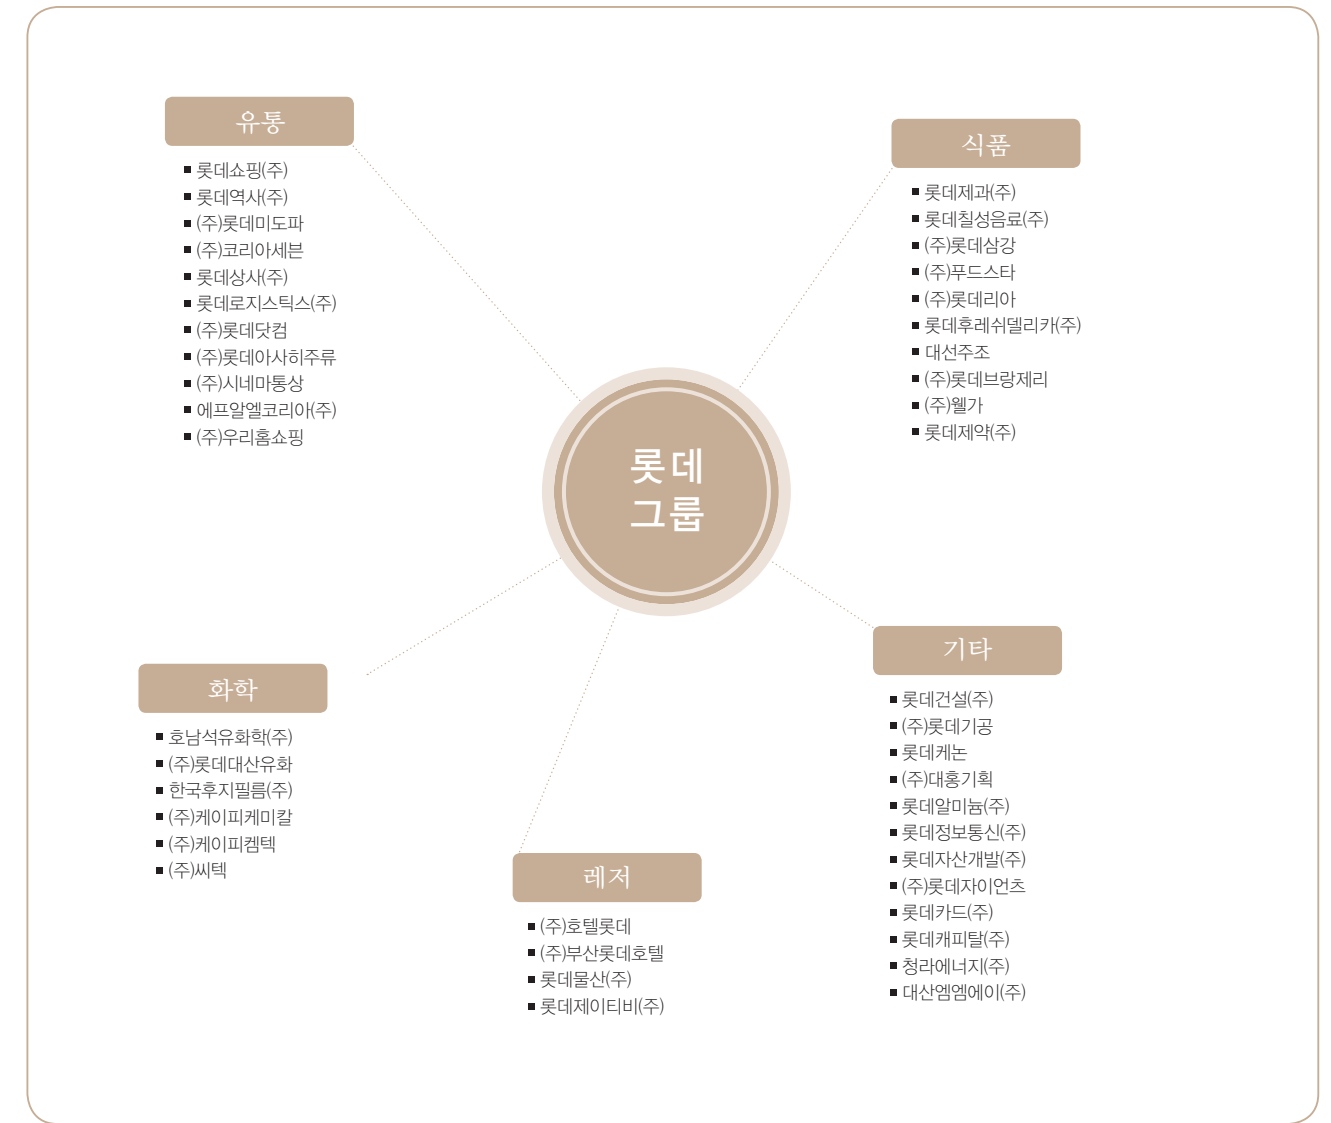 유통
롯데쇼핑(주)
롯데역사(주)
(주)롯데미도파
(주)코리아세븐
롯데상사(주)
롯데로지스틱스(주)
(주)롯데닷컴
(주)롯데아사히주류
(주)시네마통상
에프알엘코리아(주)
(주)우리홈쇼핑
식품
롯데제과(주)
롯데칠성음료(주)
(주)롯데삼강
(주)푸드스타
(주)롯데리아
롯데후레쉬델리카(주)
대선주조
(주)롯데브랑제리
(주)웰가
롯데제약(주)
롯데
그룹
화학
호남석유화학(주)
(주)롯데대산유화
한국후지필름(주)
(주)케이피케미칼
(주)케이피켐텍
(주)씨텍
레저
(주)호텔롯데
(주)부산롯데호텔
롯데물산(주)
롯데제이티비(주)
기타
롯데건설(주)
(주)롯데기공
롯데케논
(주)대홍기획
롯데알미늄(주)
롯데정보통신(주)
롯데자산개발(주)
(주)롯데자이언츠
롯데카드(주)
롯데캐피탈(주)
청라에너지(주)
대산엠엠에이(주)